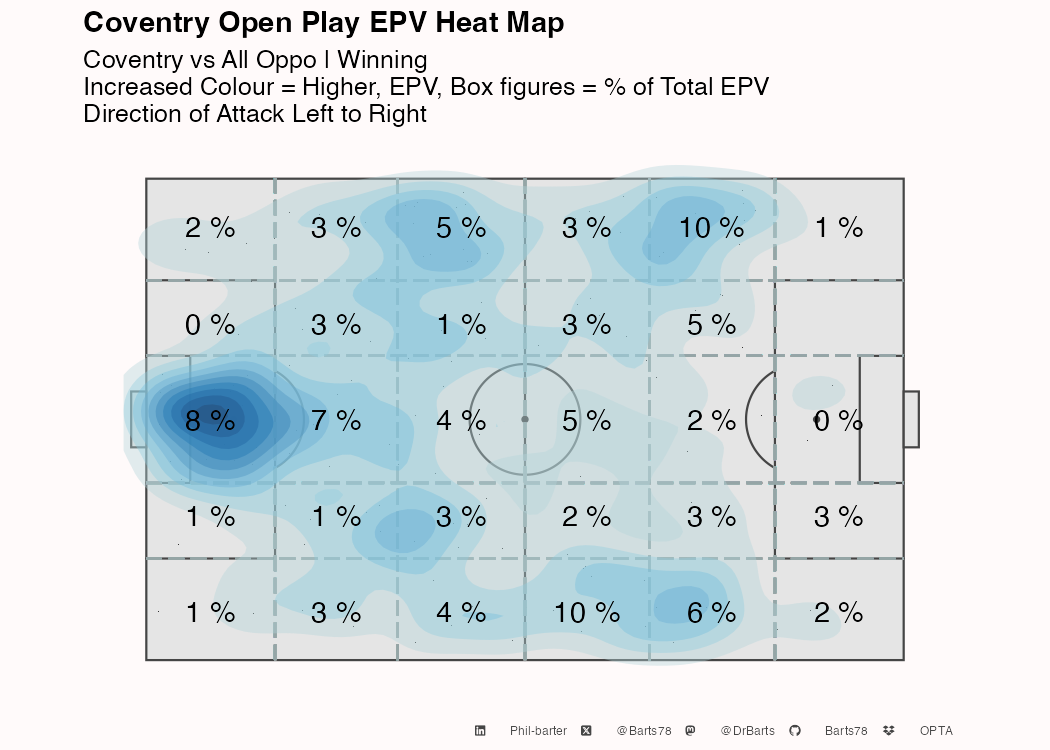 Coventry Open Play EPV Heat Map
Coventry vs All Oppo | Winning
Increased Colour = Higher, EPV, Box figures = % of Total EPV
Direction of Attack Left to Right
2 % 3 % 5 % 3 % 10 % 1 %
0 % 3 % 1 % 3 % 5 %
8 % 7 % 4 % 5 % 2 % 0 %
1 % 1 % 3 % 2 % 3 % 3 %
1 % 3 % 4 % 10 % 6 % 2 %
Phil-barter @Barts78 @DrBarts Barts78 OPTA